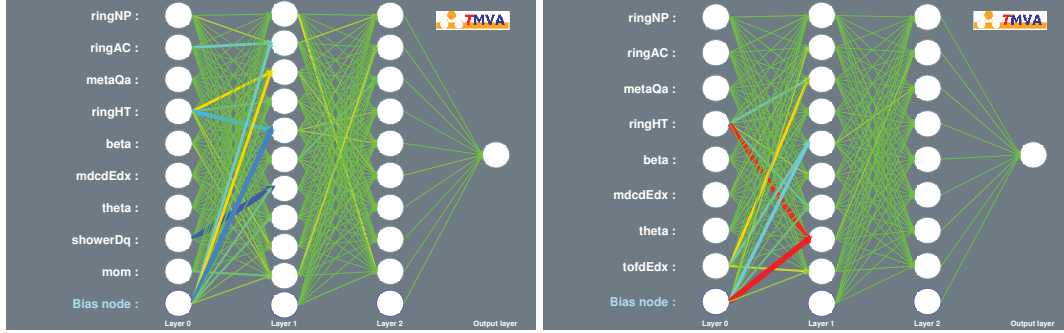 TMVA
ringNP :
ringAC :
metaQa :
ringHT :
beta :
mdcdEdx :
theta :
showerDq :
mom :
Bias node :
Layer 0 Layer 1 Layer 2 Output layer
TMVA
ringNP :
ringAC :
metaQa :
ringHT :
beta :
mdcdEdx :
theta :
tofdEdx :
Bias node :
Layer 0 Layer 1 Layer 2 Output layer